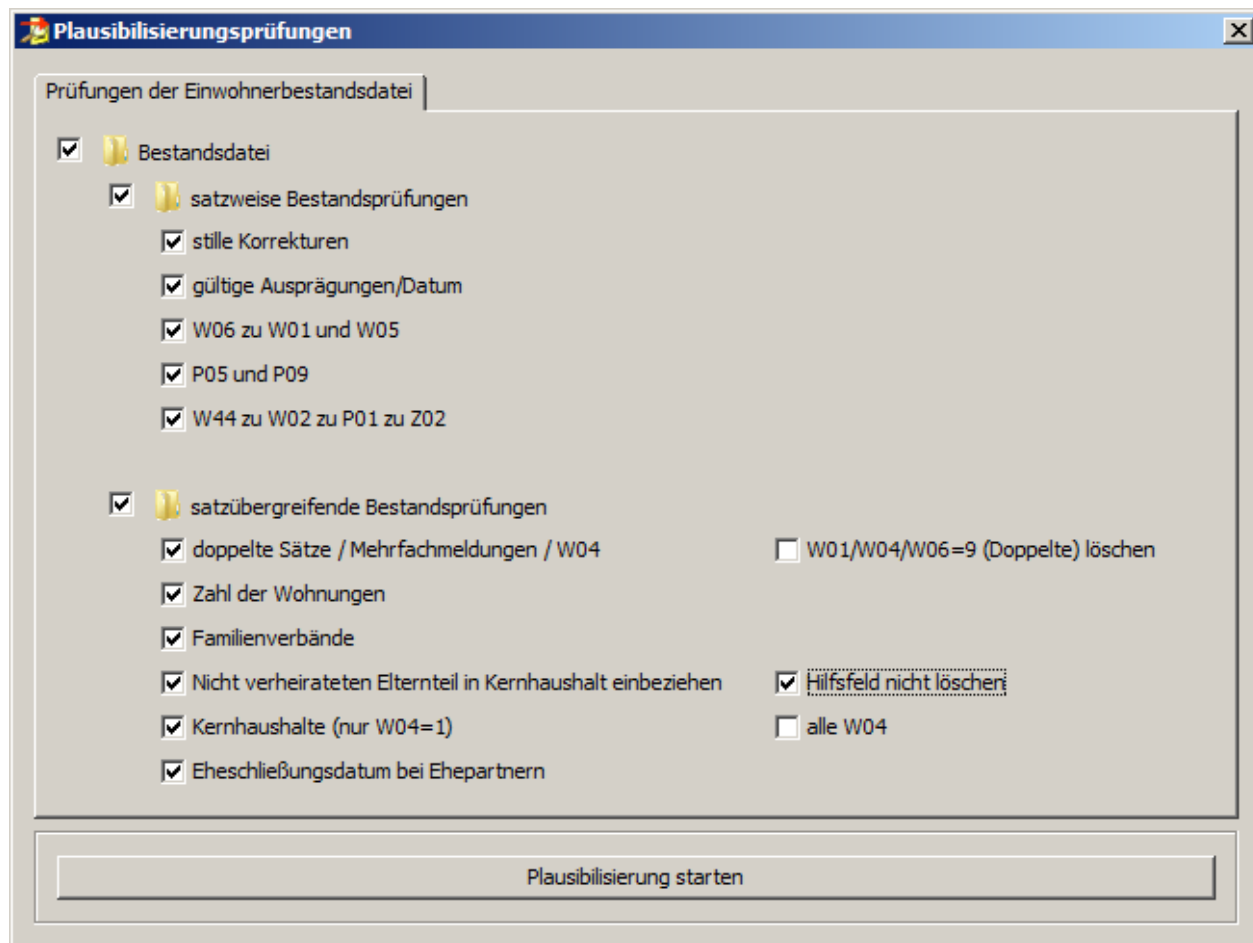 Plausibilisierungsprüfungen
Prüfungen der Einwohnerbestandsdatei
Bestandsdatei
satzweise Bestandsprüfungen
stille Korrekturen
gültige Ausprägungen/Datum
W06 zu W01 und W05
P05 und P09
W44 zu W02 zu P01 zu Z02
satzübergreifende Bestandsprüfungen
doppelte Sätze / Mehrfachmeldungen / W04 W01/W04/W06=9 (Doppelte) löschen
Zahl der Wohnungen
Familienverbände
Nicht verheirateten Elternteil in Kernhaushalt einbeziehen Hilfsfeld nicht löschen
Kernhaushalte (nur W04=1) alle W04
Eheschließungsdatum bei Ehepartnern
Plausibilisierung starten